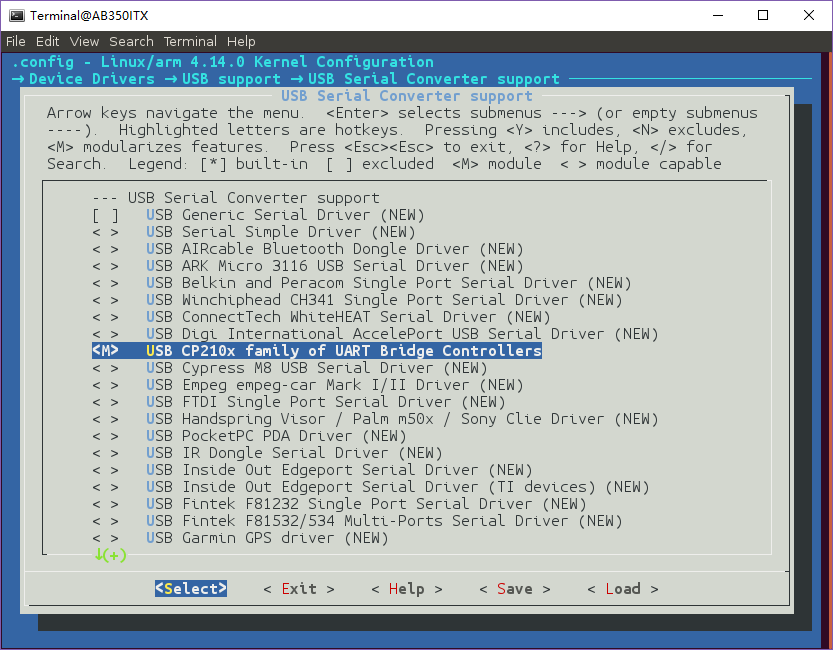 Terminal@AB350ITX
File Edit View Search Terminal Help
.config - Linux/arm 4.14.0 Kernel Configuration
→ Device Drivers → USB support → USB Serial Converter support
USB Serial Converter support
Arrow keys navigate the menu. <Enter> selects submenus ---> (or empty submenus
----). Highlighted letters are hotkeys. Pressing <Y> includes, <N> excludes,
<M> modularizes features. Press <Esc><Esc> to exit, <?> for Help, </> for
Search. Legend: [*] built-in [ ] excluded <M> module < > module capable
--- USB Serial Converter support
[ ] USB Generic Serial Driver (NEW)
< > USB Serial Simple Driver (NEW)
< > USB AIRcable Bluetooth Dongle Driver (NEW)
< > USB ARK Micro 3116 USB Serial Driver (NEW)
< > USB Belkin and Peracom Single Port Serial Driver (NEW)
< > USB Winchiphead CH341 Single Port Serial Driver (NEW)
< > USB ConnectTech WhiteHEAT Serial Driver (NEW)
< > USB Digi International AccelePort USB Serial Driver (NEW)
<M> USB CP210x family of UART Bridge Controllers
< > USB Cypress M8 USB Serial Driver (NEW)
< > USB Empeg empeg-car Mark I/II Driver (NEW)
< > USB FTDI Single Port Serial Driver (NEW)
< > USB Handspring Visor / Palm m50x / Sony Clie Driver (NEW)
< > USB PocketPC PDA Driver (NEW)
< > USB IR Dongle Serial Driver (NEW)
< > USB Inside Out Edgeport Serial Driver (NEW)
< > USB Inside Out Edgeport Serial Driver (TI devices) (NEW)
< > USB Fintek F81232 Single Port Serial Driver (NEW)
< > USB Fintek F81532/534 Multi-Ports Serial Driver (NEW)
< > USB Garmin GPS driver (NEW)
↓(+)
<Select> < Exit > < Help > < Save > < Load >